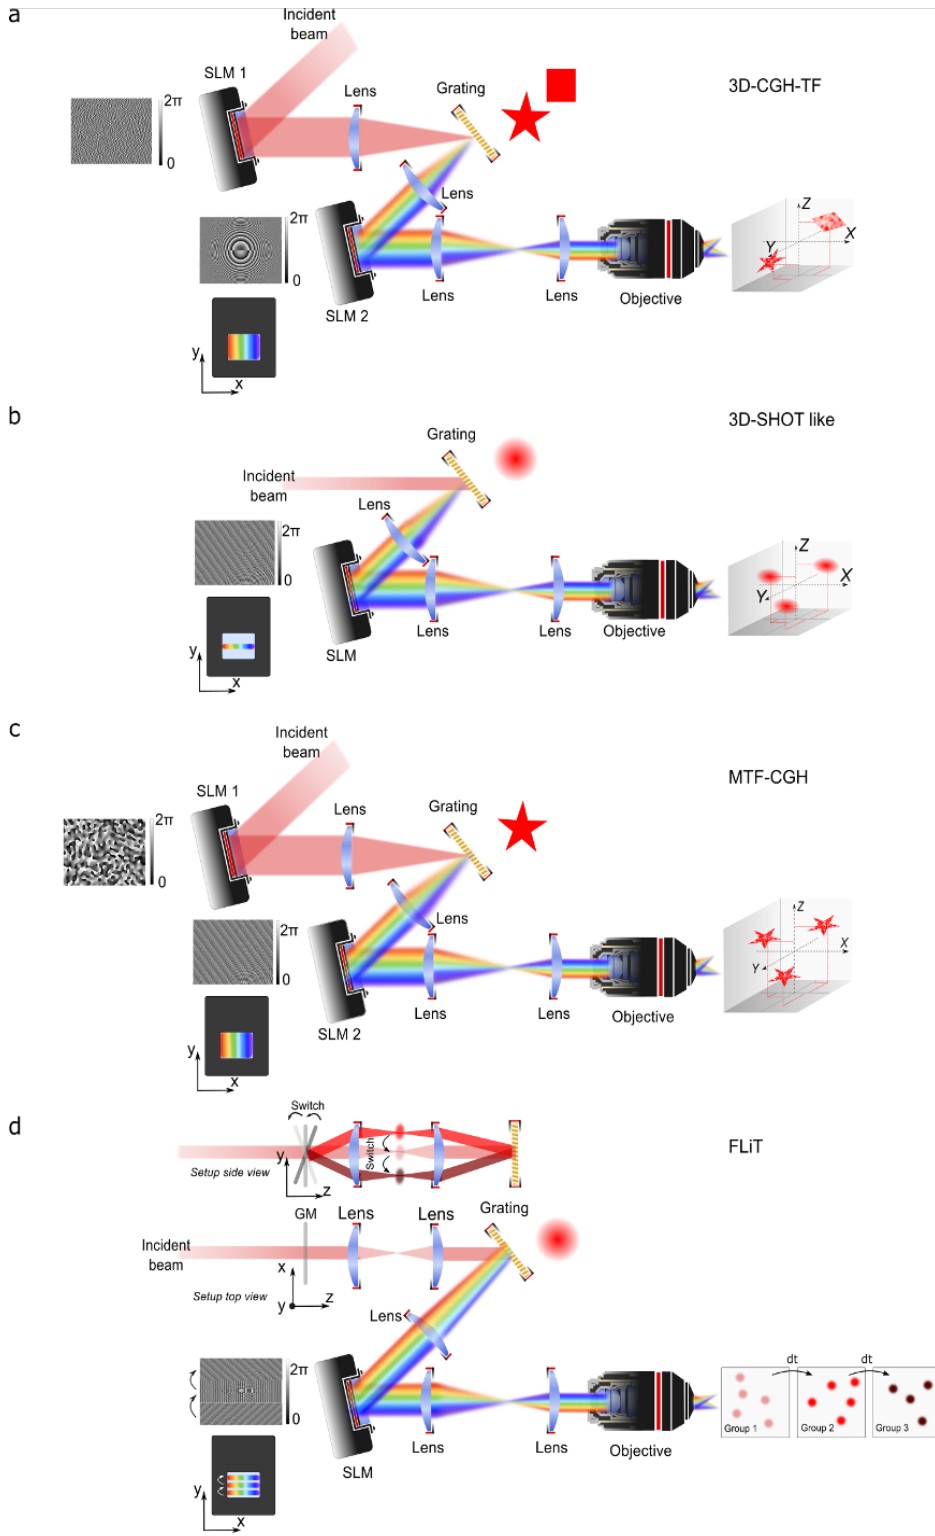 a
Incident
beam
SLM 1
Lens
Grating
3D-CGH-TF
2π
0
Lens
2π
0
Z
X
Y
Lens
Lens
Objective
SLM 2
y
x
b
3D-SHOT like
Grating
Incident
beam
Lens
2π
0
Z
X
Y
Lens
Lens
Objective
SLM
y
x
c
Incident
beam
MTF-CGH
SLM 1
Lens
Grating
2π
0
Lens
2π
0
Z
X
Y
Lens
Lens
Objective
SLM 2
y
x
d
Switch
FLiT
Switch
y
Setup side view
z
GM
Lens
Lens
Grating
Incident
beam
x
Setup top view
y
z
Lens
2π
0
dt
dt
Group 1
Group 2
Group 3
Lens
Lens
Objective
SLM
y
x